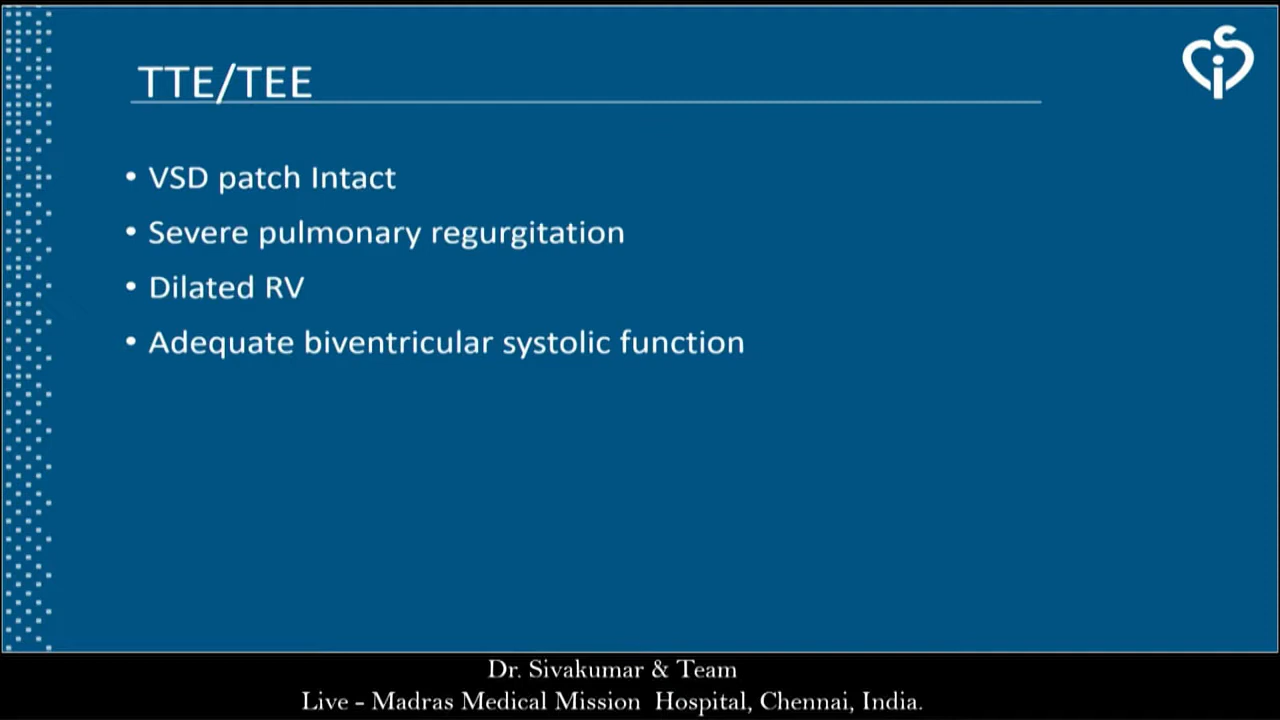 TTE/TEE
• VSD patch Intact
• Severe pulmonary regurgitation
• Dilated RV
• Adequate biventricular systolic function
Dr. Sivakumar & Team
Live - Madras Medical Mission Hospital, Chennai, India.